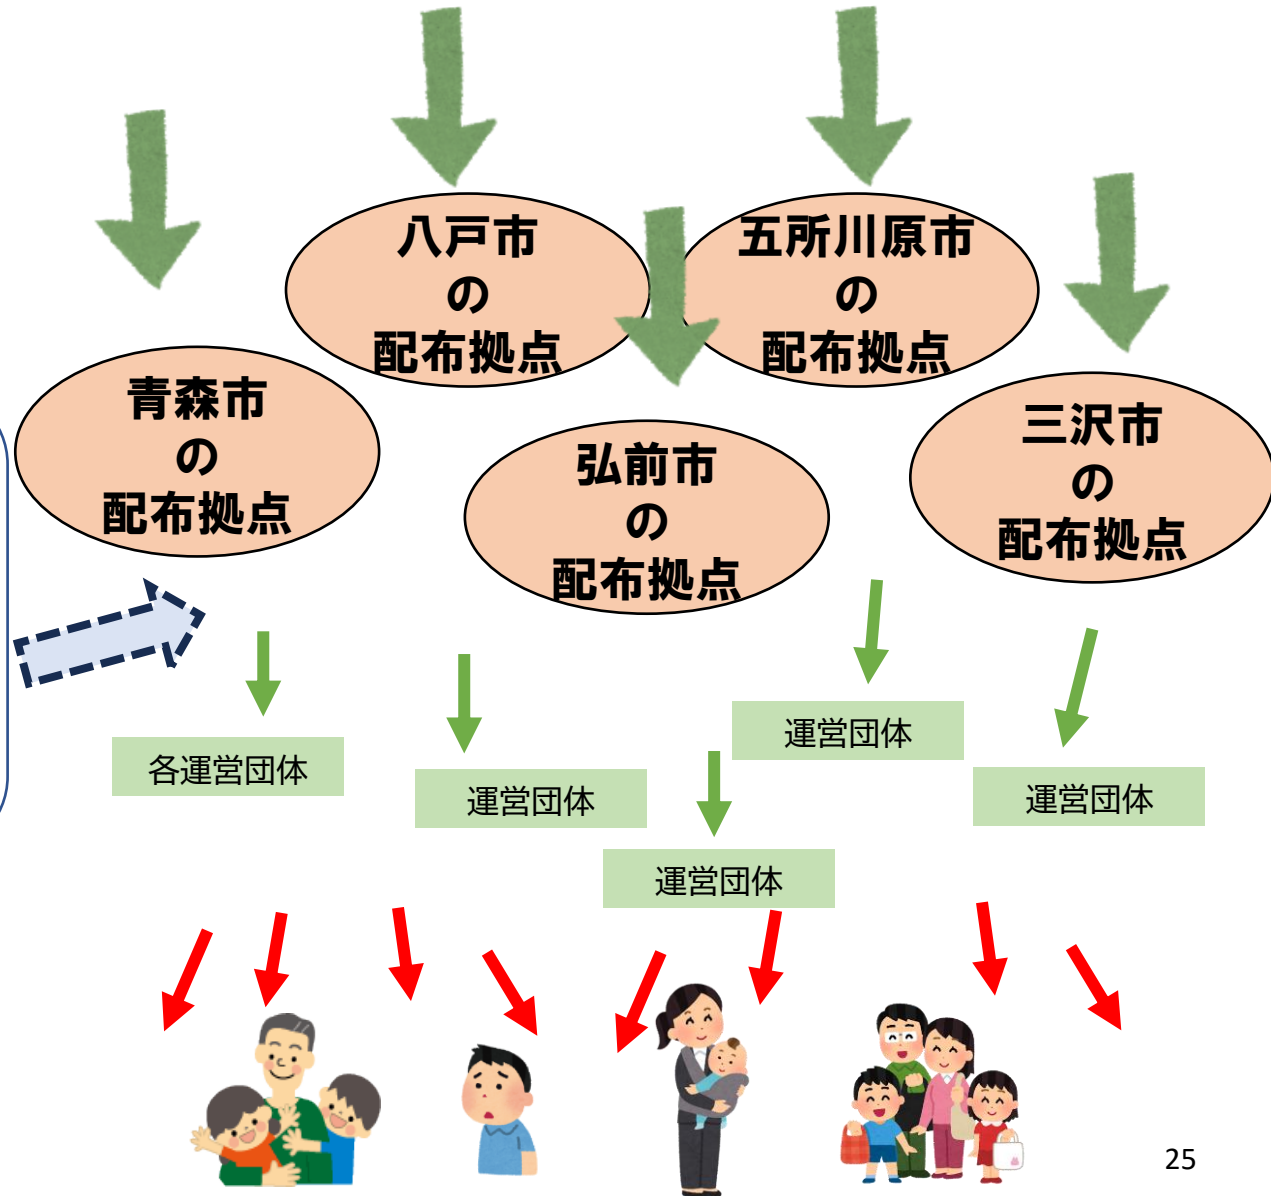 八戸市
の
配布拠点
五所川原市
の
配布拠点
青森市
の
配布拠点
弘前市
の
配布拠点
三沢市
の
配布拠点
各運営団体
運営団体
運営団体
運営団体
運営団体
25